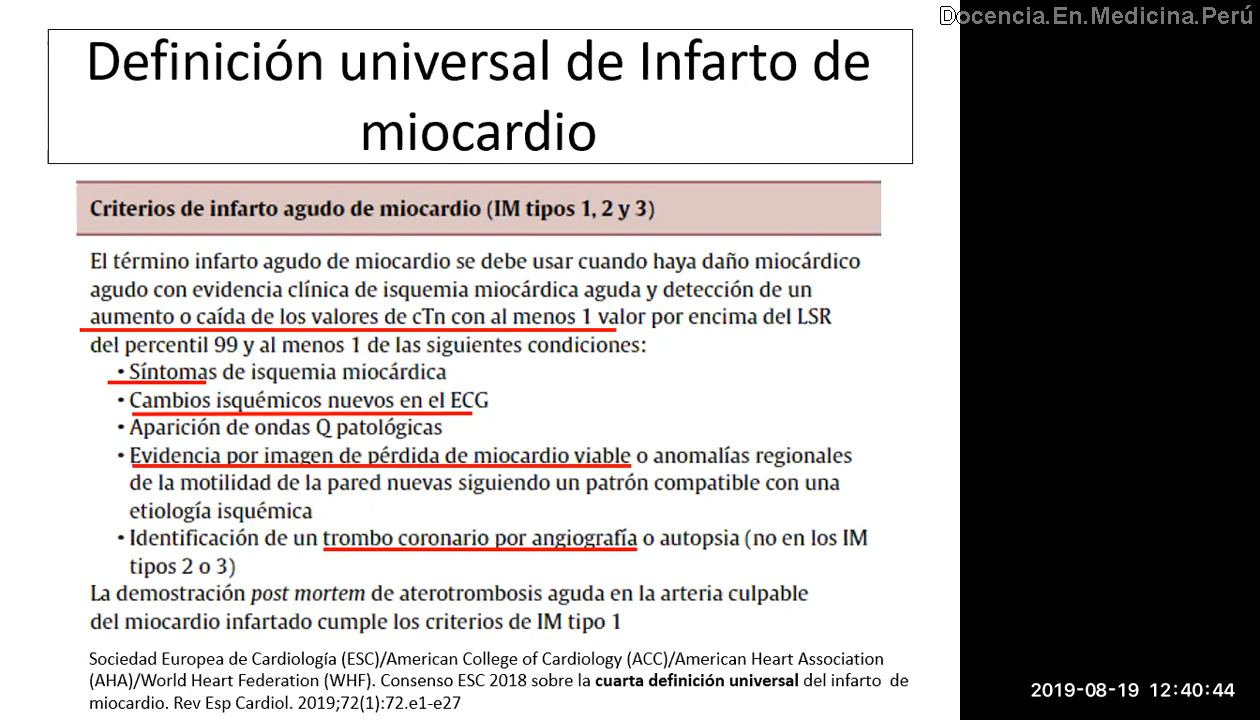 Docencia.En.Medicina.Perú
Definición universal de Infarto de
miocardio
Criterios de infarto agudo de miocardio (IM tipos 1, 2 y 3)
El término infarto agudo de miocardio se debe usar cuando haya daño miocárdico
agudo con evidencia clínica de isquemia miocárdica aguda y detección de un
aumento o caída de los valores de cTn con al menos 1 valor por encima del LSR
del percentil 99 y al menos 1 de las siguientes condiciones:
• Síntomas de isquemia miocárdica
• Cambios isquémicos nuevos en el ECG
• Aparición de ondas Q patológicas
• Evidencia por imagen de pérdida de miocardio viable o anomalías regionales
de la motilidad de la pared nuevas siguiendo un patrón compatible con una
etiología isquémica
• Identificación de un trombo coronario por angiografía o autopsia (no en los IM
tipos 2 o 3)
La demostración post mortem de aterotrombosis aguda en la arteria culpable
del miocardio infartado cumple los criterios de IM tipo 1
Sociedad Europea de Cardiología (ESC)/American College of Cardiology (ACC)/American Heart Association
(AHA)/World Heart Federation (WHF). Consenso ESC 2018 sobre la cuarta definición universal del infarto de
miocardio. Rev Esp Cardiol. 2019;72(1):72.e1-e27
2019-08-19 12:40:44